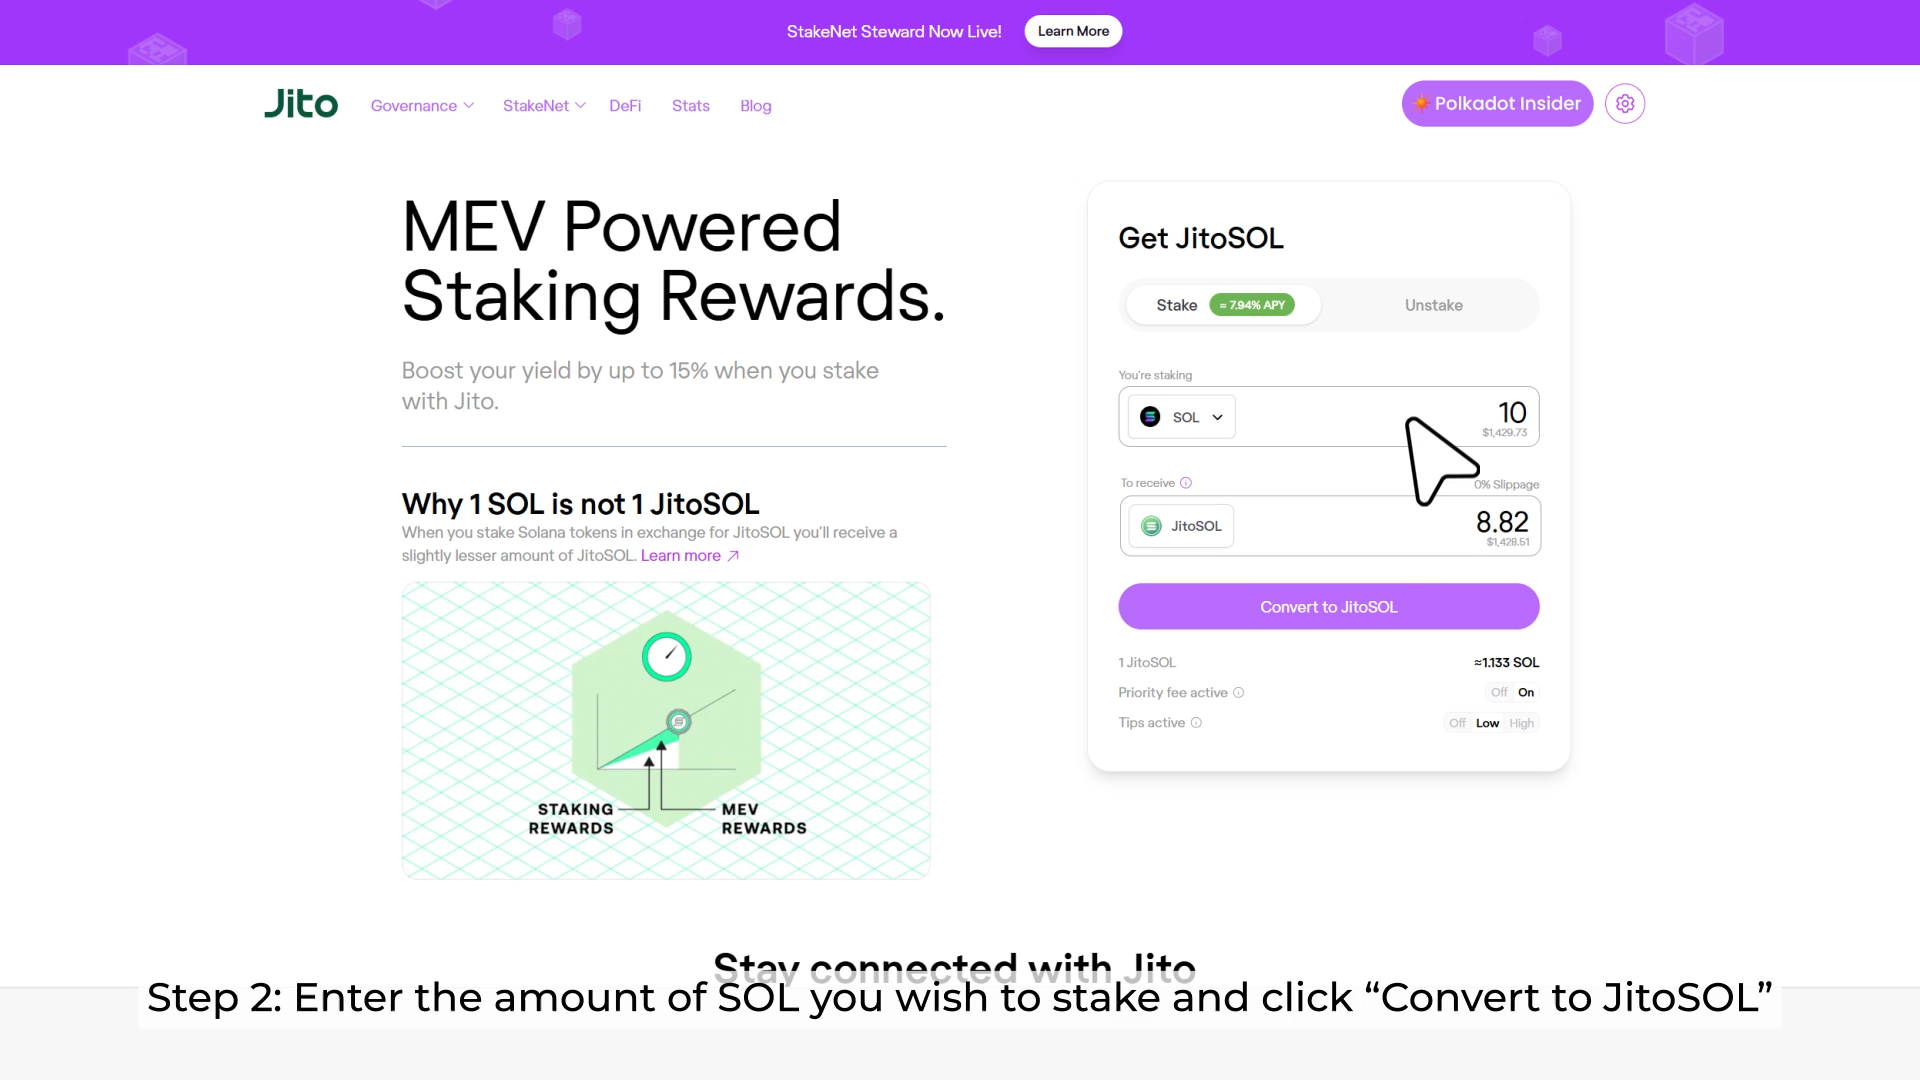 StakeNet Steward Now Live!
Learn More
Jito
Governance
StakeNet
DeFi
Stats
Blog
Polkadot Insider
MEV Powered
Staking Rewards.
Boost your yield by up to 15% when you stake
with Jito.
Why 1 SOL is not 1 JitoSOL
When you stake Solana tokens in exchange for JitoSOL you'll receive a
slightly lesser amount of JitoSOL. Learn more
STAKING
REWARDS
MEV
REWARDS
Get JitoSOL
Stake
≈ 7.94% APY
Unstake
You're staking
SOL
10
$1,429.73
To receive
0% Slippage
JitoSOL
8.82
$1,428.51
Convert to JitoSOL
1 JitoSOL
≈1.133 SOL
Priority fee active
Off On
Tips active
Off Low High
Stay connected with Jito
Step 2: Enter the amount of SOL you wish to stake and click “Convert to JitoSOL”